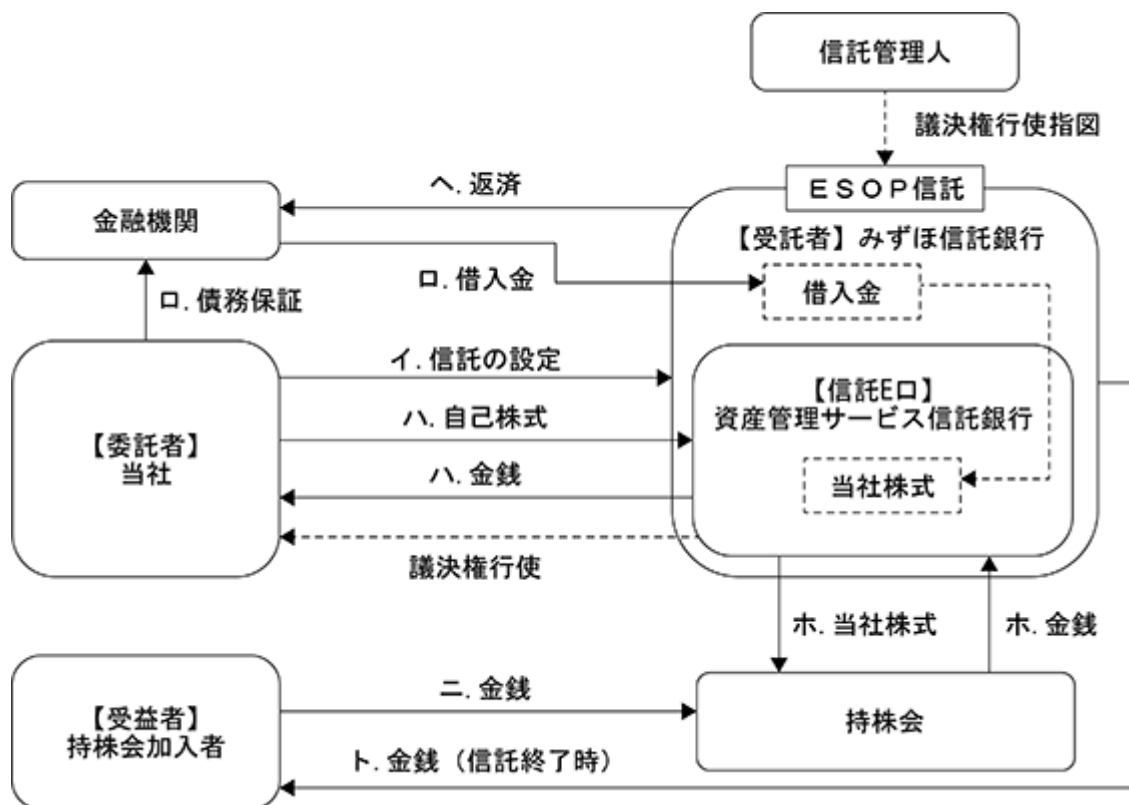 信託管理人
議決権行使指図
ESOP信託
ヘ. 返済
金融機関
【受託者】みずほ信託銀行
ロ. 借入金
借入金
ロ. 債務保証
イ. 信託の設定
【信託E口】
資産管理サービス信託銀行
ハ. 自己株式
【委託者】
当社
ハ. 金銭
当社株式
議決権行使
ホ. 当社株式
ホ. 金銭
ニ. 金銭
【受益者】
持株会加入者
持株会
ト. 金銭（信託終了時）